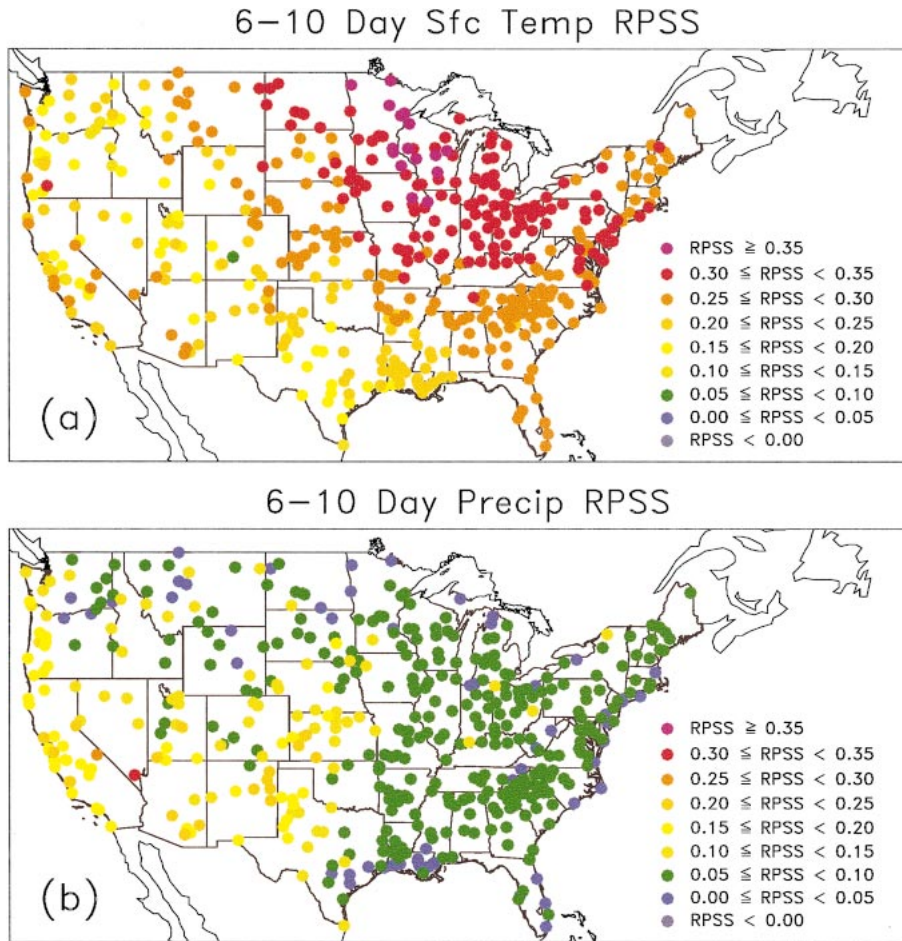 6-10 Day Sfc Temp RPSS
RPSS ≧ 0.35
0.30 ≦ RPSS < 0.35
0.25 ≦ RPSS < 0.30
0.20 ≦ RPSS < 0.25
0.15 ≦ RPSS < 0.20
0.10 ≦ RPSS < 0.15
0.05 ≦ RPSS < 0.10
0.00 ≦ RPSS < 0.05
RPSS < 0.00
(a)
6-10 Day Precip RPSS
RPSS ≧ 0.35
0.30 ≦ RPSS < 0.35
0.25 ≦ RPSS < 0.30
0.20 ≦ RPSS < 0.25
0.15 ≦ RPSS < 0.20
0.10 ≦ RPSS < 0.15
0.05 ≦ RPSS < 0.10
0.00 ≦ RPSS < 0.05
RPSS < 0.00
(b)